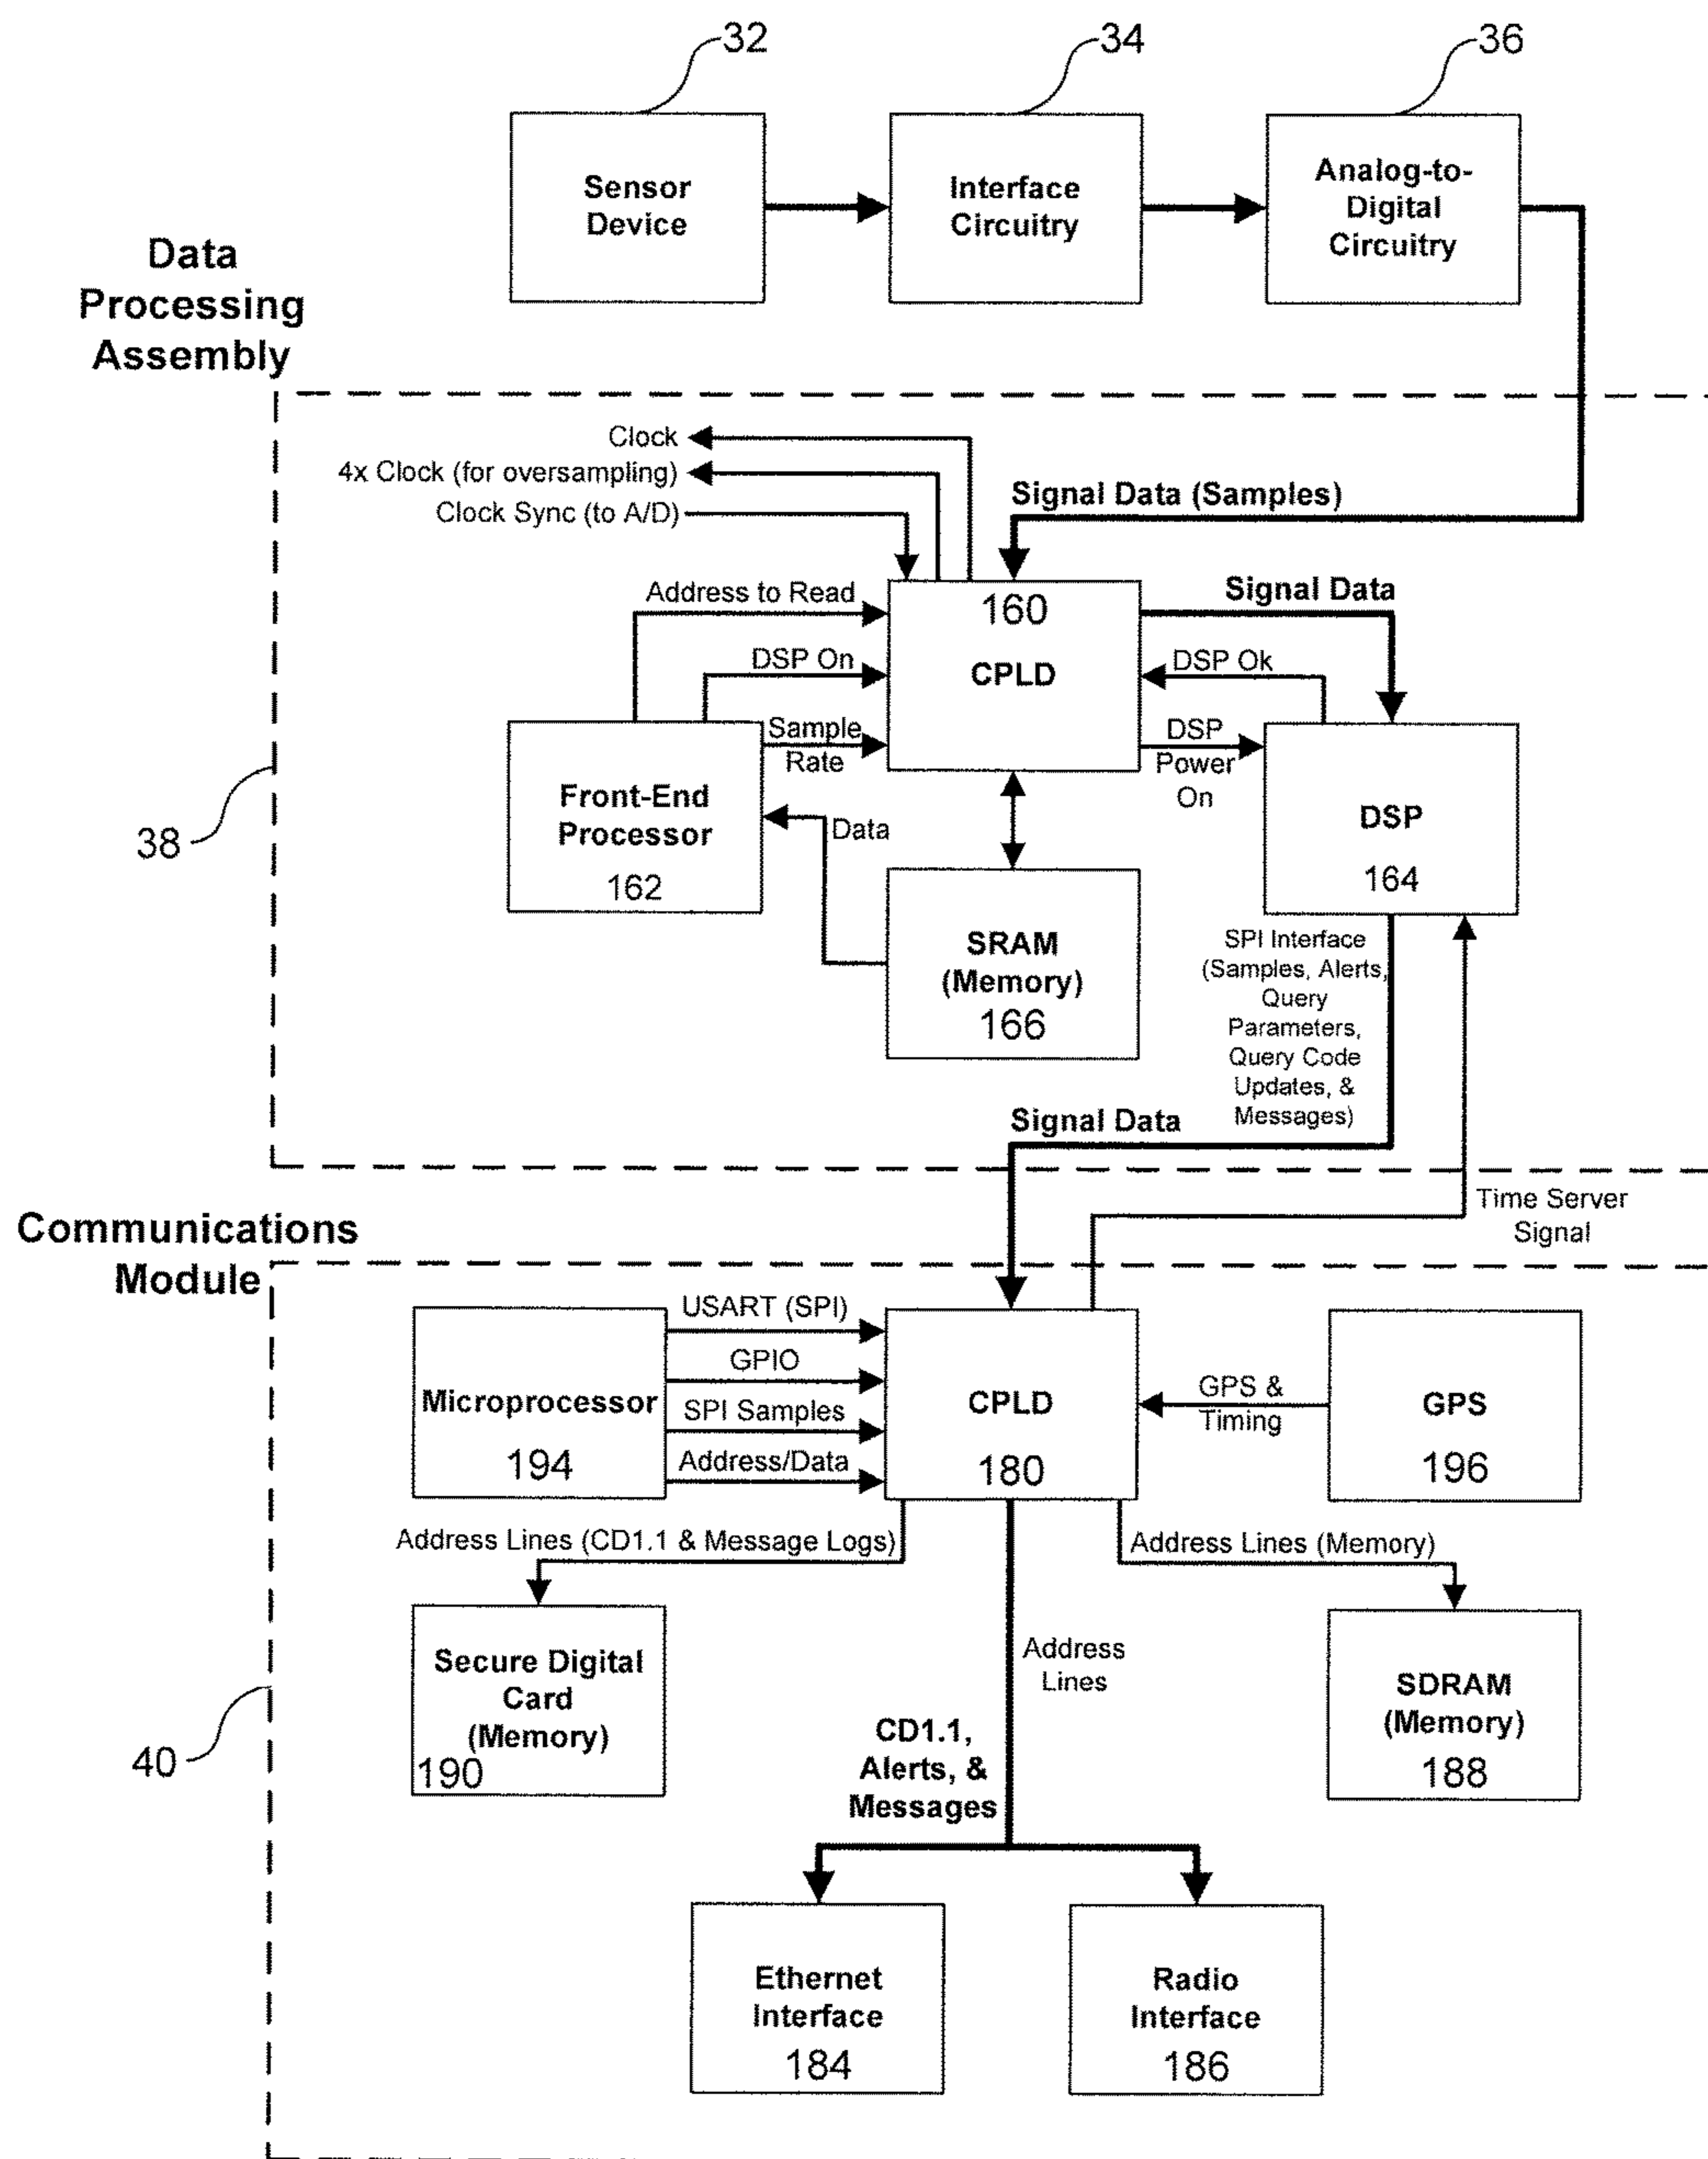 32
34
36
Sensor
Device
Interface
Circuitry
Analog-to-
Digital
Circuitry
Data
Processing
Assembly
Clock
4x Clock (for oversampling)
Clock Sync (to A/D)
Signal Data (Samples)
Address to Read
160
CPLD
Signal Data
DSP On
DSP Ok
Sample
Rate
DSP
Power
On
Front-End
Processor
162
Data
DSP
164
38
SRAM
(Memory)
166
SPI Interface
(Samples, Alerts,
Query
Parameters,
Query Code
Updates, &
Messages)
Signal Data
Time Server
Signal
Communications
Module
USART (SPI)
GPIO
SPI Samples
Address/Data
Microprocessor
194
CPLD
180
GPS &
Timing
GPS
196
Address Lines (CD1.1 & Message Logs)
Address Lines (Memory)
Secure Digital
Card
(Memory)
190
Address
Lines
SDRAM
(Memory)
188
40
CD1.1,
Alerts, &
Messages
Ethernet
Interface
184
Radio
Interface
186